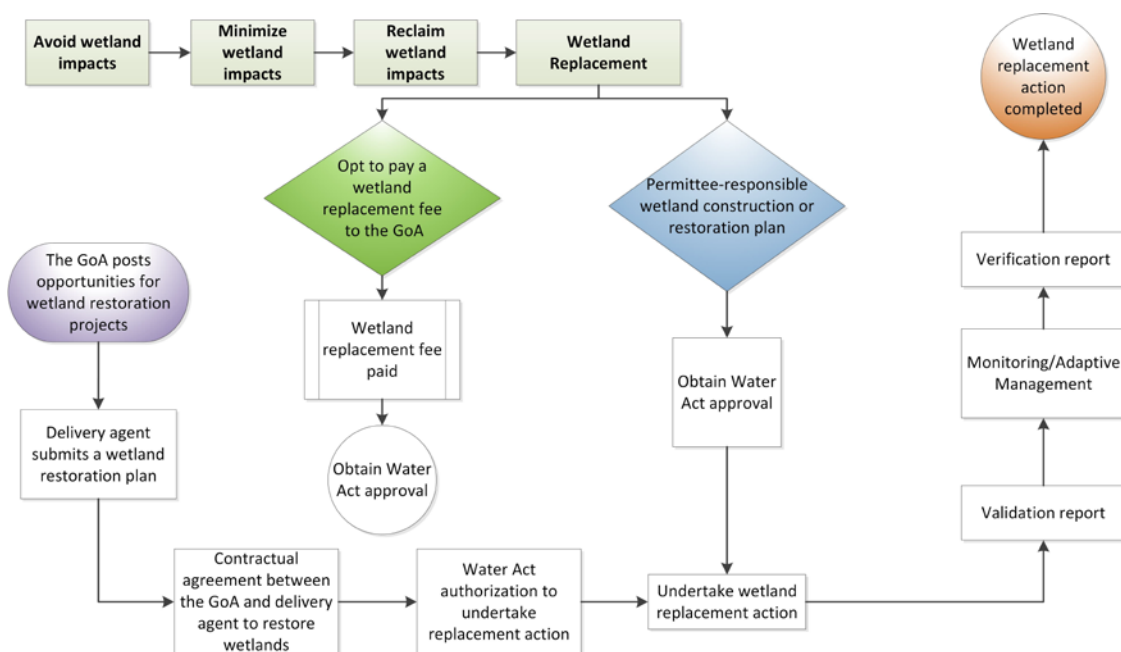 Avoid wetland
impacts
Minimize
wetland
impacts
Reclaim
wetland
impacts
Wetland
Replacement
Wetland
replacement
action
completed
Opt to pay a
wetland
replacement fee
to the GoA
Permittee-responsible
wetland construction or
restoration plan
The GoA posts
opportunities for
wetland restoration
projects
Verification report
Wetland
replacement fee
paid
Obtain Water
Act approval
Monitoring/Adaptive
Management
Delivery agent
submits a wetland
restoration plan
Obtain Water
Act approval
Validation report
Contractual
agreement between
the GoA and delivery
agent to restore
wetlands
Water Act
authorization to
undertake
replacement action
Undertake wetland
replacement action